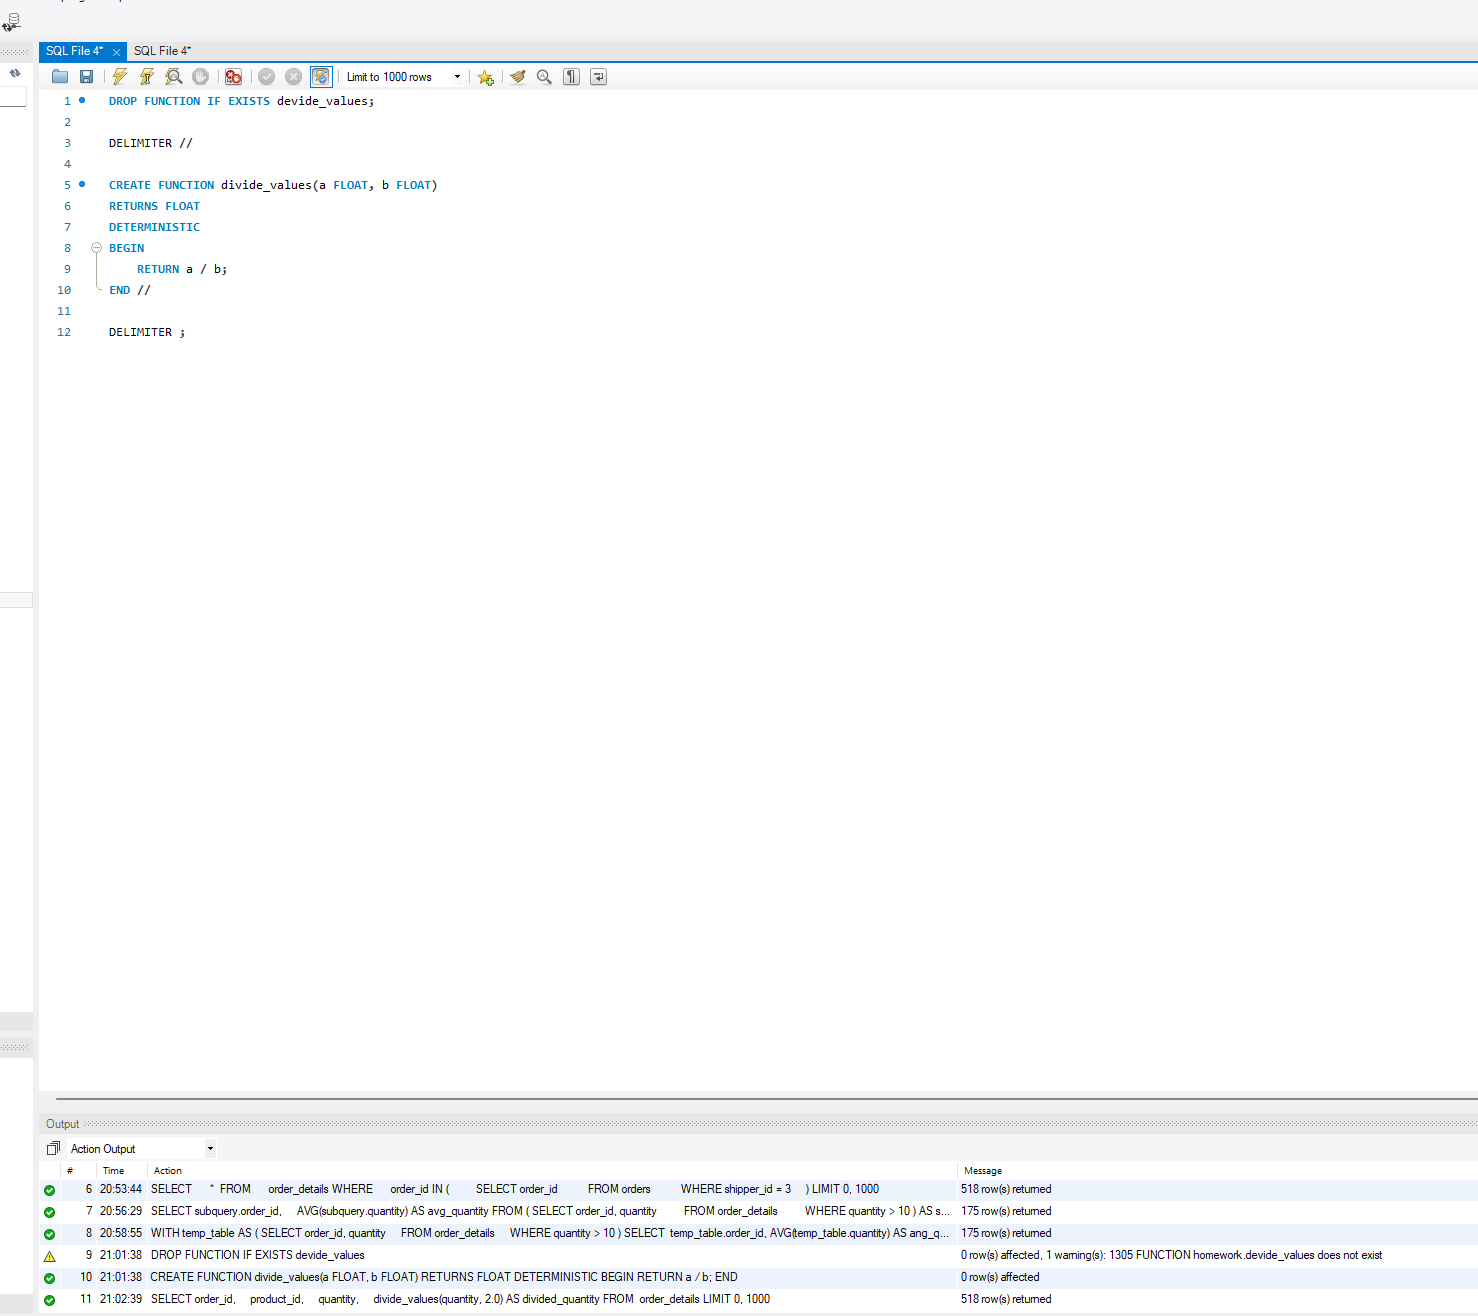 SQL File 4* SQL File 4*
Limit to 1000 rows
1 DROP FUNCTION IF EXISTS devide_values;
2
3 DELIMITER //
4
5 CREATE FUNCTION divide_values(a FLOAT, b FLOAT)
6 RETURNS FLOAT
7 DETERMINISTIC
8 BEGIN
9 RETURN a / b;
10 END //
11
12 DELIMITER ;
Output
Action Output
# Time Action Message
6 20:53:44 SELECT * FROM order_details WHERE order_id IN ( SELECT order_id FROM orders WHERE shipper_id = 3 ) LIMIT 0, 1000 518 row(s) returned
7 20:56:29 SELECT subquery.order_id, AVG(subquery.quantity) AS avg_quantity FROM ( SELECT order_id, quantity FROM order_details WHERE quantity > 10 ) AS s... 175 row(s) returned
8 20:58:55 WITH temp_table AS ( SELECT order_id, quantity FROM order_details WHERE quantity > 10 ) SELECT temp_table.order_id, AVG(temp_table.quantity) AS ang_q... 175 row(s) returned
9 21:01:38 DROP FUNCTION IF EXISTS devide_values 0 row(s) affected, 1 warning(s): 1305 FUNCTION homework.devide_values does not exist
10 21:01:38 CREATE FUNCTION divide_values(a FLOAT, b FLOAT) RETURNS FLOAT DETERMINISTIC BEGIN RETURN a / b; END 0 row(s) affected
11 21:02:39 SELECT order_id, product_id, quantity, divide_values(quantity, 2.0) AS divided_quantity FROM order_details LIMIT 0, 1000 518 row(s) returned